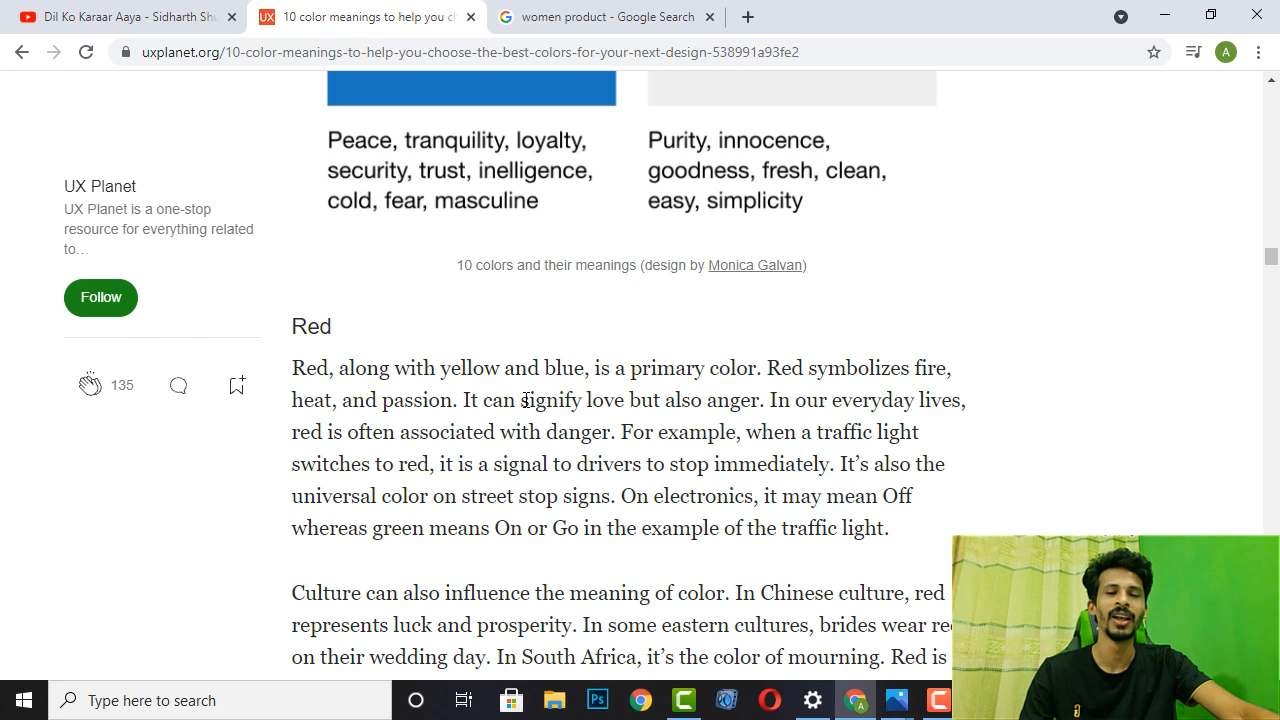 Dil Ko Karaar Aaya - Sidharth Shu
10 color meanings to help you ch
women product - Google Search
uxplanet.org/10-color-meanings-to-help-you-choose-the-best-colors-for-your-next-design-538991a93fe2
A
Peace, tranquility, loyalty,
security, trust, inelligence,
cold, fear, masculine
Purity, innocence,
goodness, fresh, clean,
easy, simplicity
UX Planet
UX Planet is a one-stop
resource for everything related
to…
Follow
135
10 colors and their meanings (design by Monica Galvan)
Red
Red, along with yellow and blue, is a primary color. Red symbolizes fire,
heat, and passion. It can signify love but also anger. In our everyday lives,
red is often associated with danger. For example, when a traffic light
switches to red, it is a signal to drivers to stop immediately. It’s also the
universal color on street stop signs. On electronics, it may mean Off
whereas green means On or Go in the example of the traffic light.
Culture can also influence the meaning of color. In Chinese culture, red
represents luck and prosperity. In some eastern cultures, brides wear re
on their wedding day. In South Africa, it’s the color of mourning. Red is
Type here to search
Ps